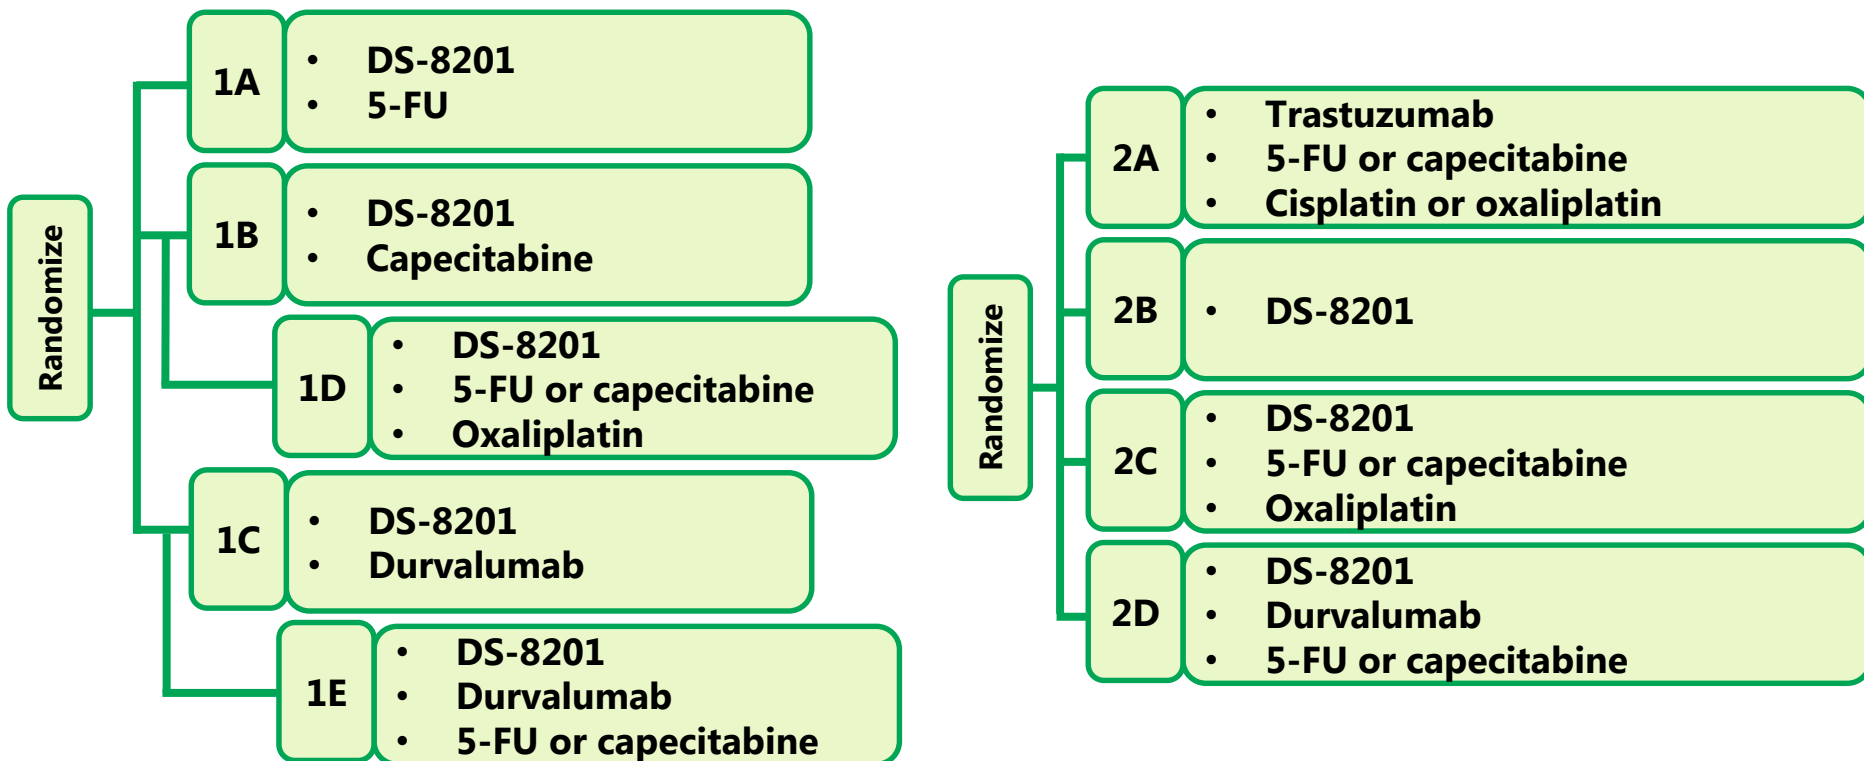 Randomize
1A
• DS-8201
• 5-FU
1B
• DS-8201
• Capecitabine
1D
• DS-8201
• 5-FU or capecitabine
• Oxaliplatin
1C
• DS-8201
• Durvalumab
1E
• DS-8201
• Durvalumab
• 5-FU or capecitabine
Randomize
2A
• Trastuzumab
• 5-FU or capecitabine
• Cisplatin or oxaliplatin
2B
• DS-8201
2C
• DS-8201
• 5-FU or capecitabine
• Oxaliplatin
2D
• DS-8201
• Durvalumab
• 5-FU or capecitabine